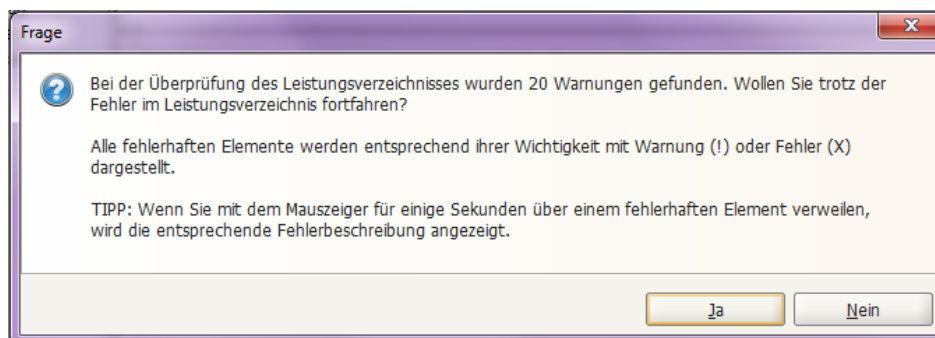 Frage
Bei der Überprüfung des Leistungsverzeichnisses wurden 20 Warnungen gefunden. Wollen Sie trotz der
Fehler im Leistungsverzeichnis fortfahren?
Alle fehlerhaften Elemente werden entsprechend ihrer Wichtigkeit mit Warnung (!) oder Fehler (X)
dargestellt.
TIPP: Wenn Sie mit dem Mauszeiger für einige Sekunden über einem fehlerhaften Element verweilen,
wird die entsprechende Fehlerbeschreibung angezeigt.
Ja Nein